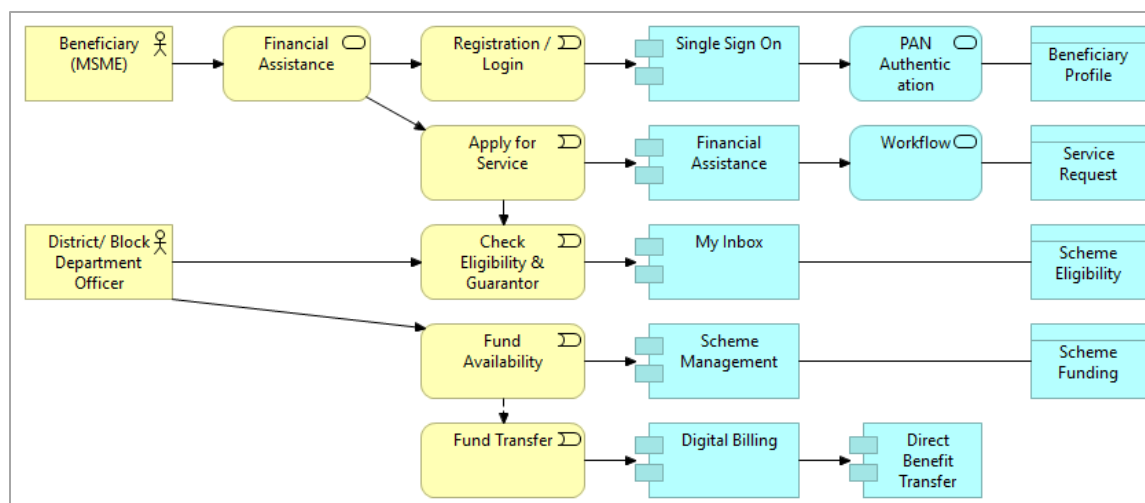 Beneficiary
(MSME)
Financial
Assistance
Registration /
Login
Single Sign On
PAN
Authentic
ation
Beneficiary
Profile
Apply for
Service
Financial
Assistance
Workflow
Service
Request
District/ Block
Department
Officer
Check
Eligibility &
Guarantor
My Inbox
Scheme
Eligibility
Fund
Availability
Scheme
Management
Scheme
Funding
Fund Transfer
Digital Billing
Direct
Benefit
Transfer